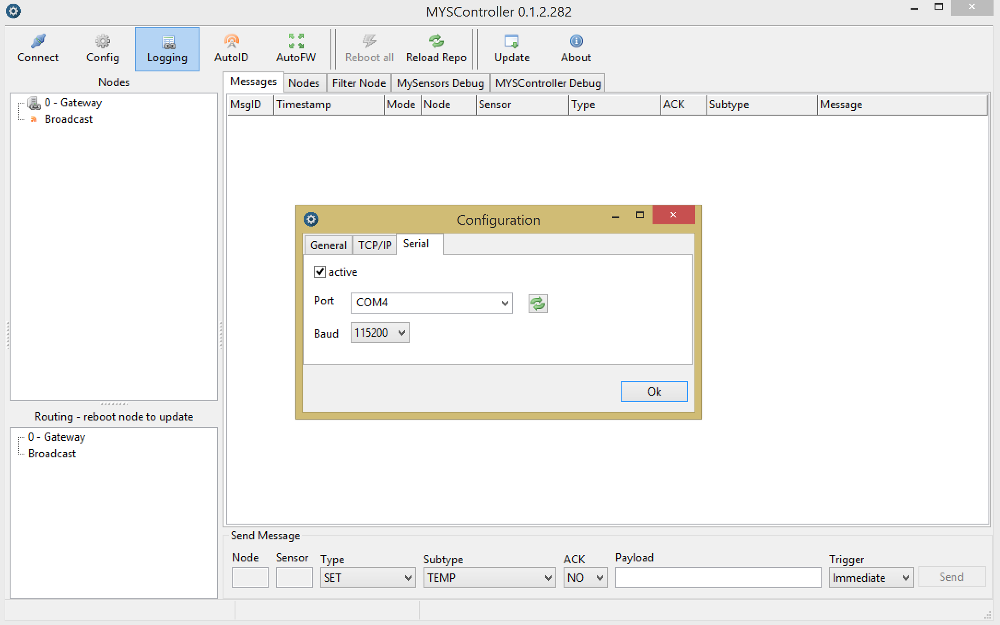 MYSController 0.1.2.282
Connect Config Logging AutoID AutoFW Reboot all Reload Repo Update About
Nodes
0 - Gateway
Broadcast
Messages Nodes Filter Node MySensors Debug MYSController Debug
MsgID Timestamp Mode Node Sensor Type ACK Subtype Message
Configuration
General TCP/IP Serial
active
Port COM4
Baud 115200
Ok
Routing - reboot node to update
0 - Gateway
Broadcast
Send Message
Node Sensor Type Subtype ACK Payload Trigger
SET TEMP NO Immediate Send